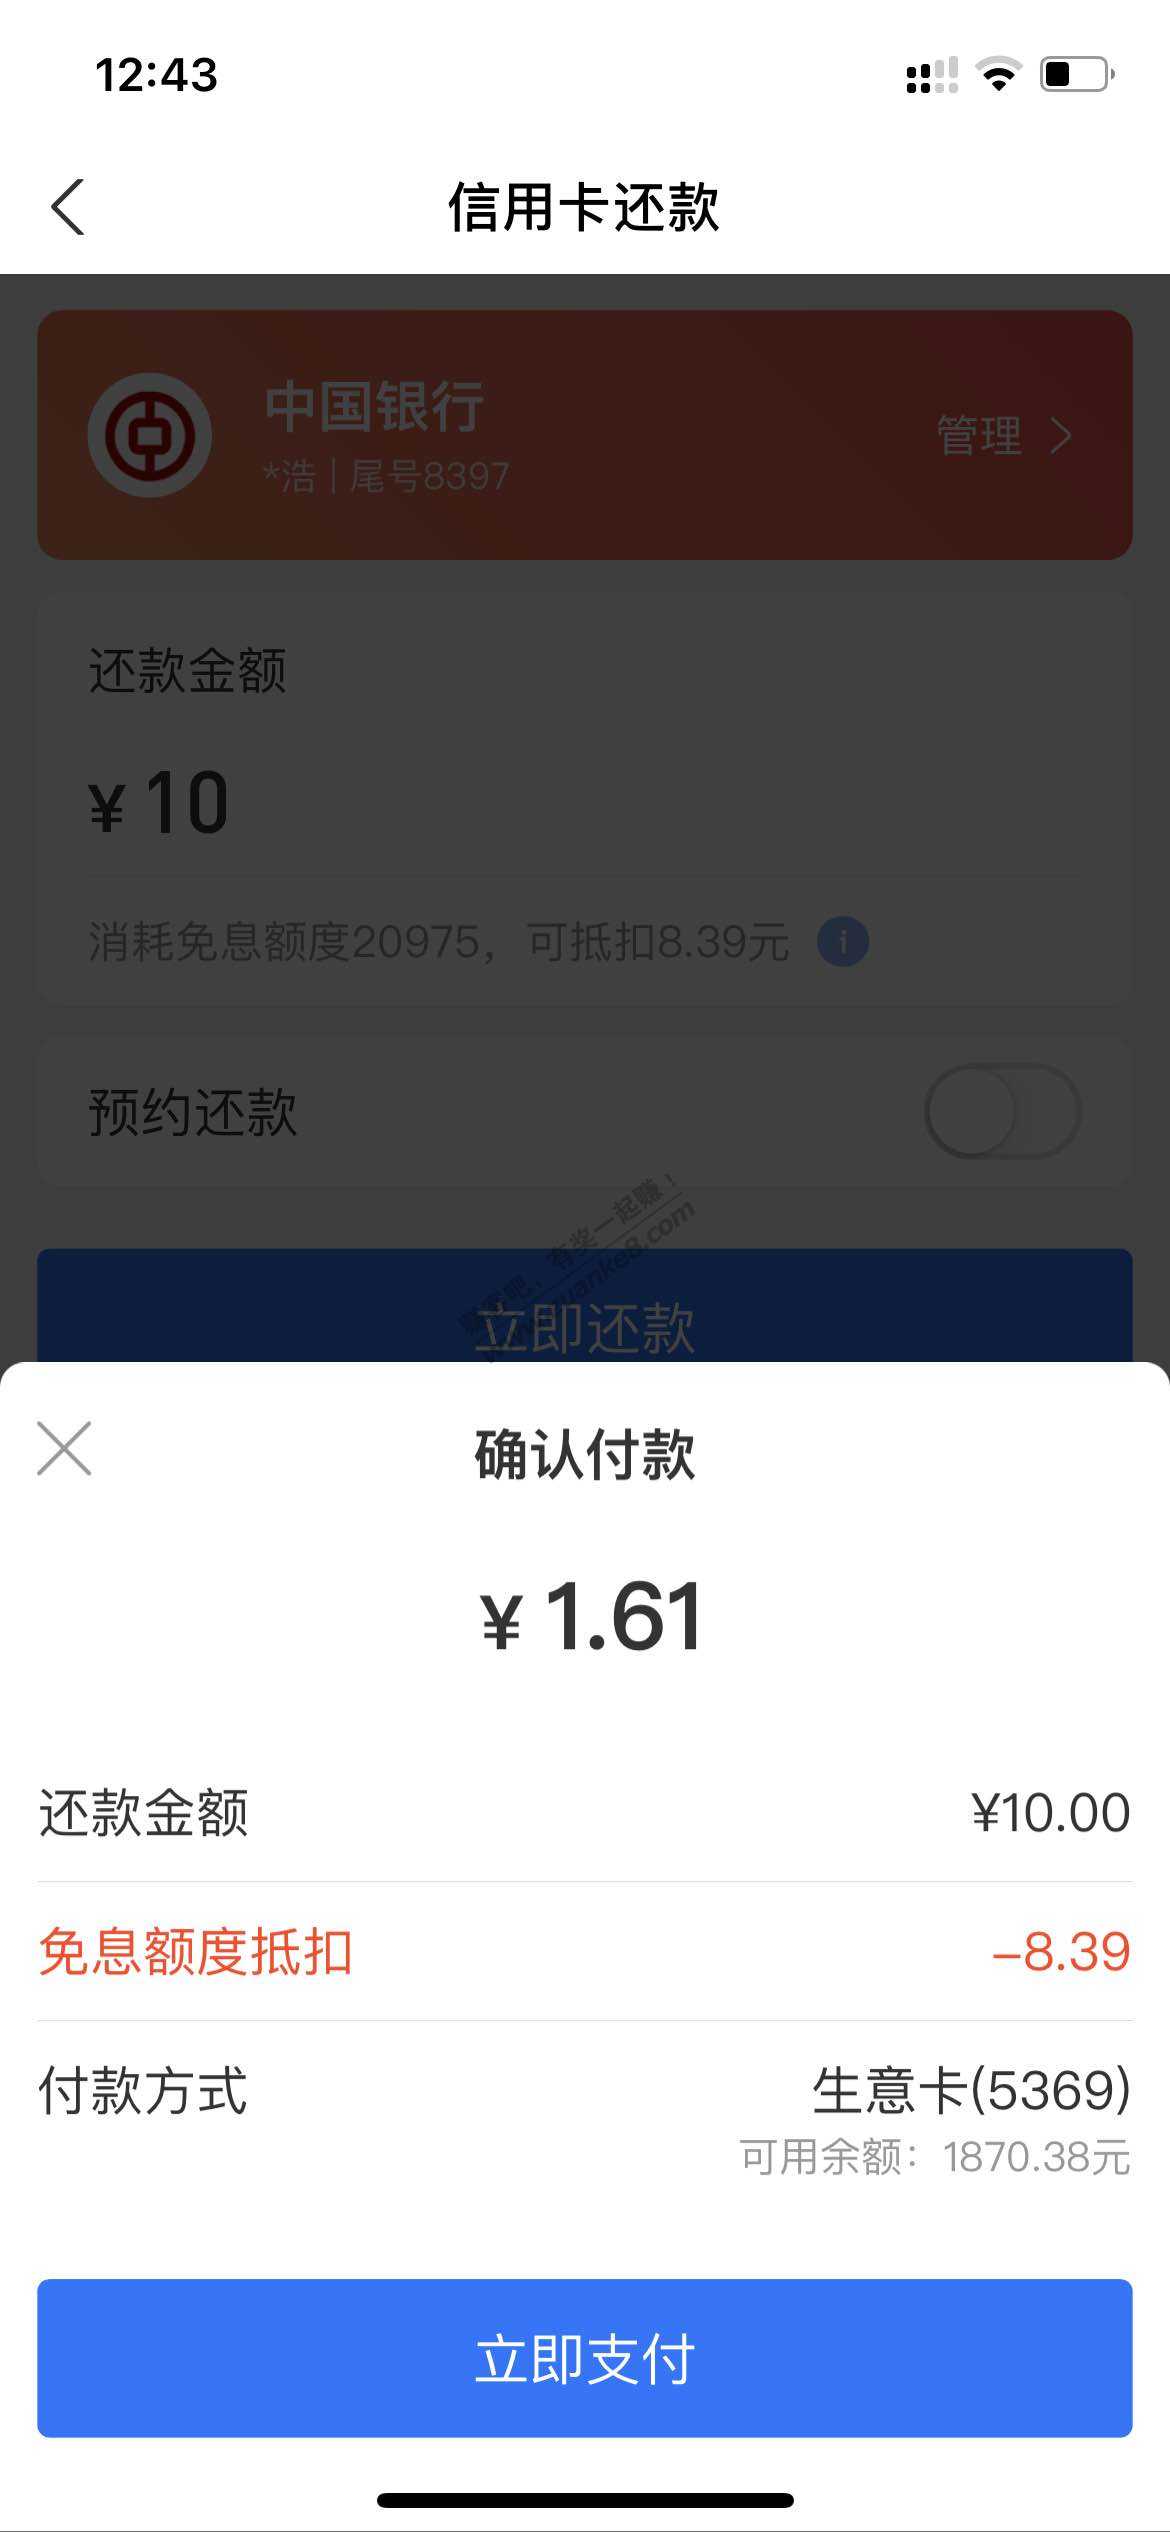 12:43
信用卡还款
中国银行
*浩 | 尾号8397
管理
还款金额
¥ 10
消耗免息额度20975，可抵扣8.39元
i
预约还款
赚客吧，有奖一起赚！
立即还款
确认付款
¥ 1.61
还款金额 ¥10.00
免息额度抵扣 –8.39
付款方式 生意卡(5369)
可用余额：1870.38元
立即支付